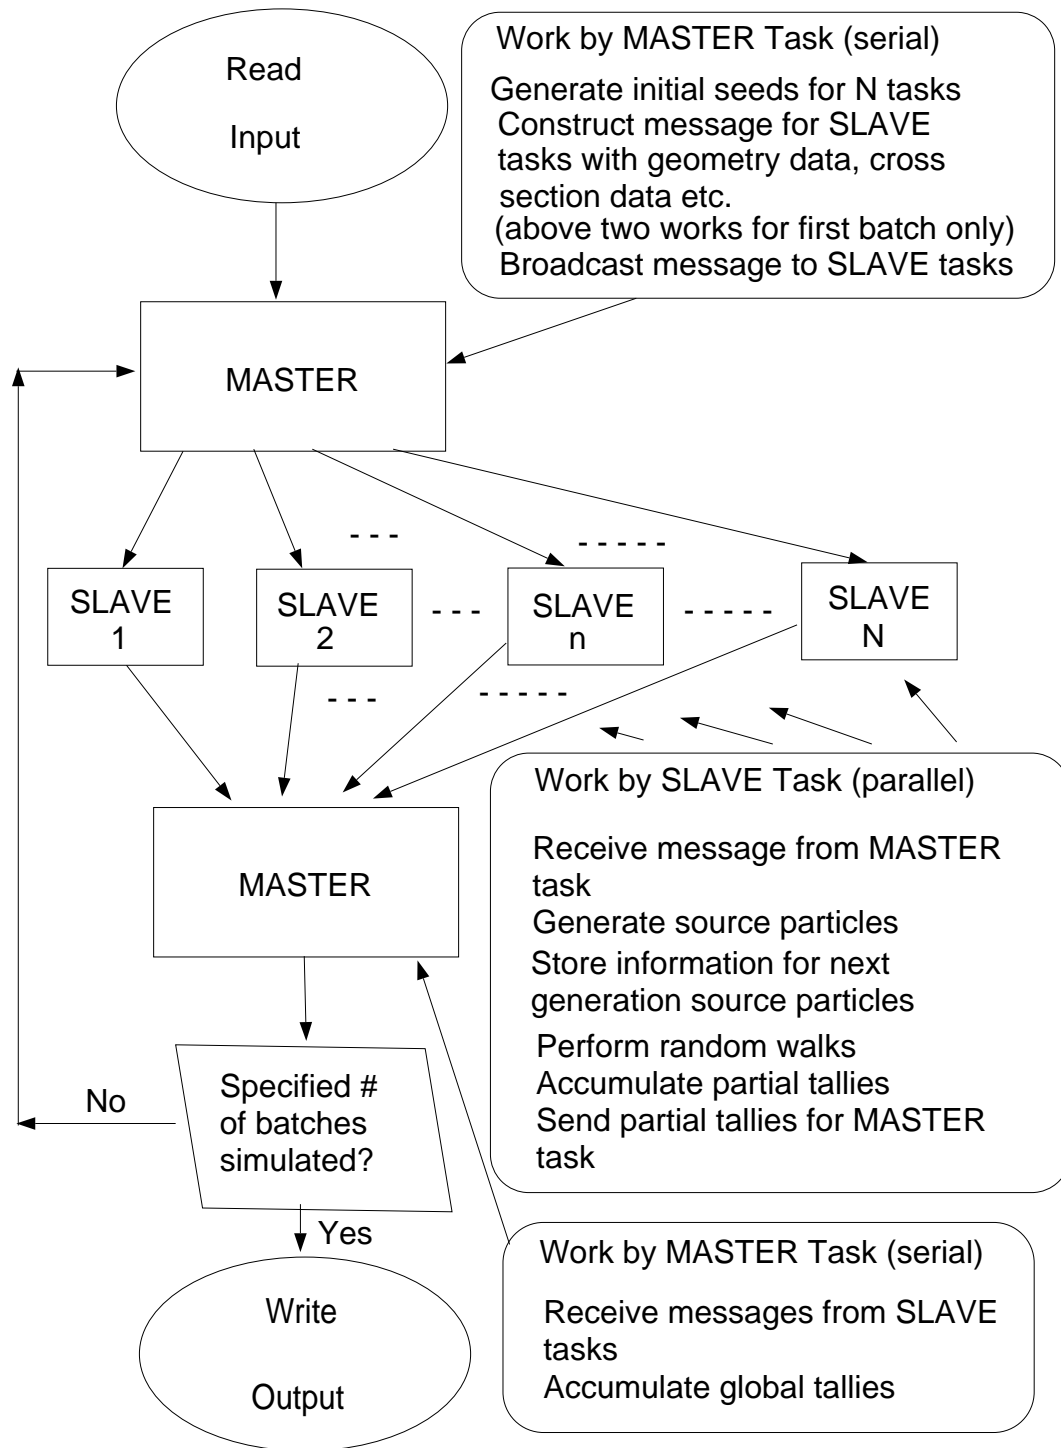 Read
Input
Work by MASTER Task (serial)
Generate initial seeds for N tasks
Construct message for SLAVE
tasks with geometry data, cross
section data etc.
(above two works for first batch only)
Broadcast message to SLAVE tasks
MASTER
- - -
- - - - -
SLAVE
1
SLAVE
2
- - -
SLAVE
n
- - - - -
SLAVE
N
- - -
- - - - -
Work by SLAVE Task (parallel)
Receive message from MASTER
task
Generate source particles
Store information for next
generation source particles
Perform random walks
Accumulate partial tallies
Send partial tallies for MASTER
task
MASTER
No
Specified #
of batches
simulated?
Yes
Work by MASTER Task (serial)
Receive messages from SLAVE
tasks
Accumulate global tallies
Write
Output